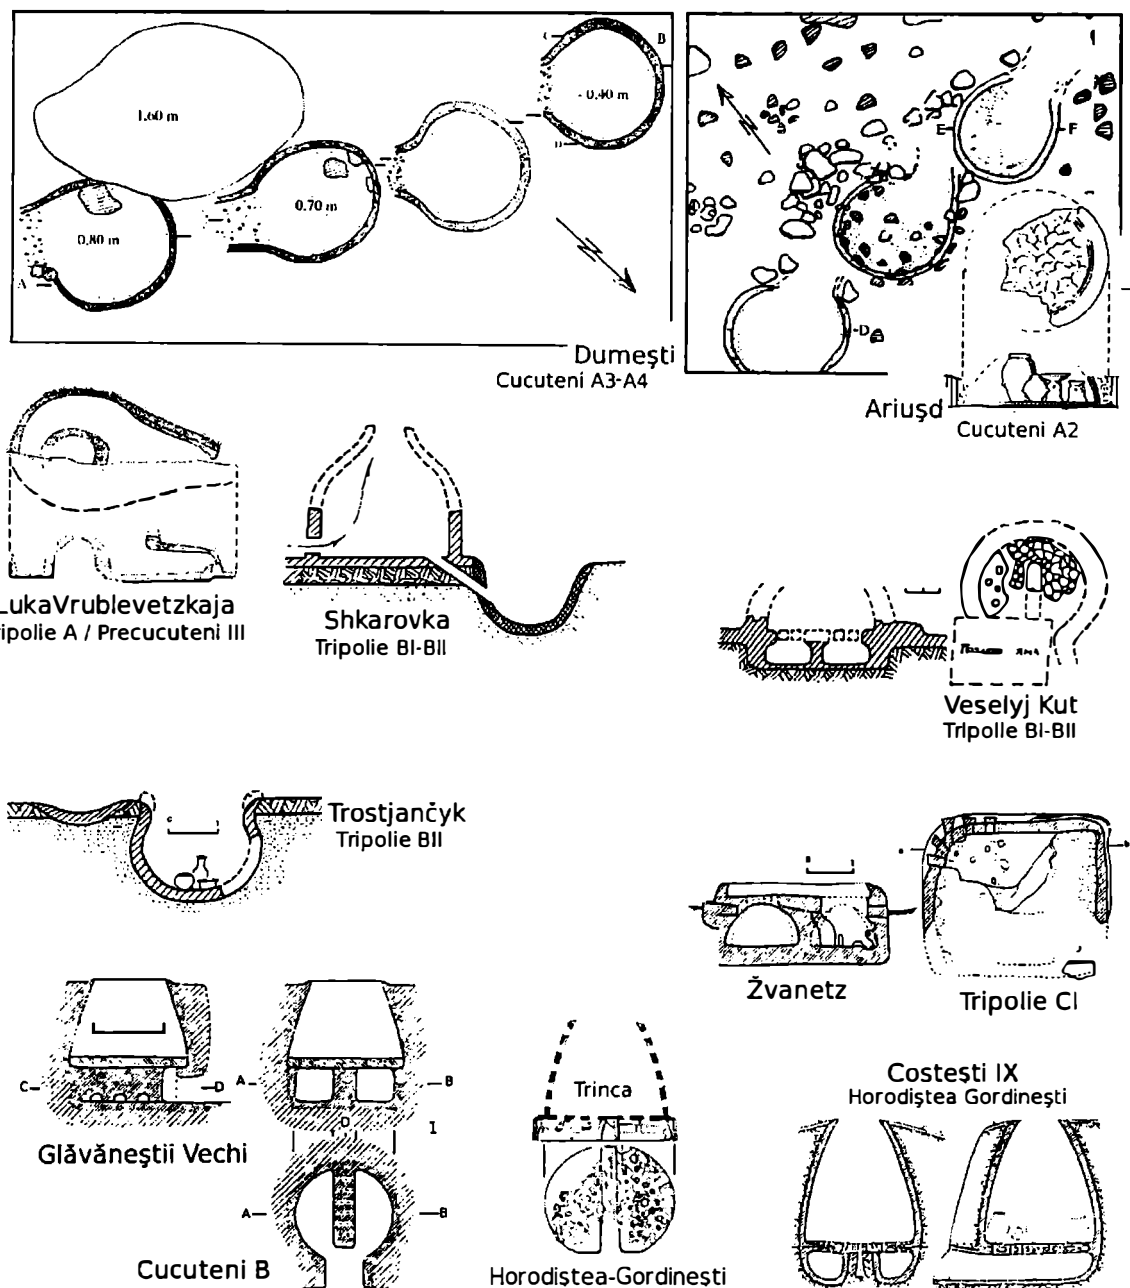 B
1.60 m
- 0.40 m
0.70 m
0.80 m
A
E
F
D
Dumeşti
Cucuteni A3-A4
Ariuşd
Cucuteni A2
LukaVrublevetzkaja
ripolie A / Precucuteni III
Shkarovka
Tripolie BI-BII
ЯМА
Veselyj Kut
Tripolie BI-BII
Trostjančyk
Tripolie BII
Žvanetz
Tripolie CI
C
D
A
B
I
Glăvăneştii Vechi
A
B
Cucuteni B
Trinca
Horodiştea-Gordineşti
Costeşti IX
Horodiştea Gordineşti